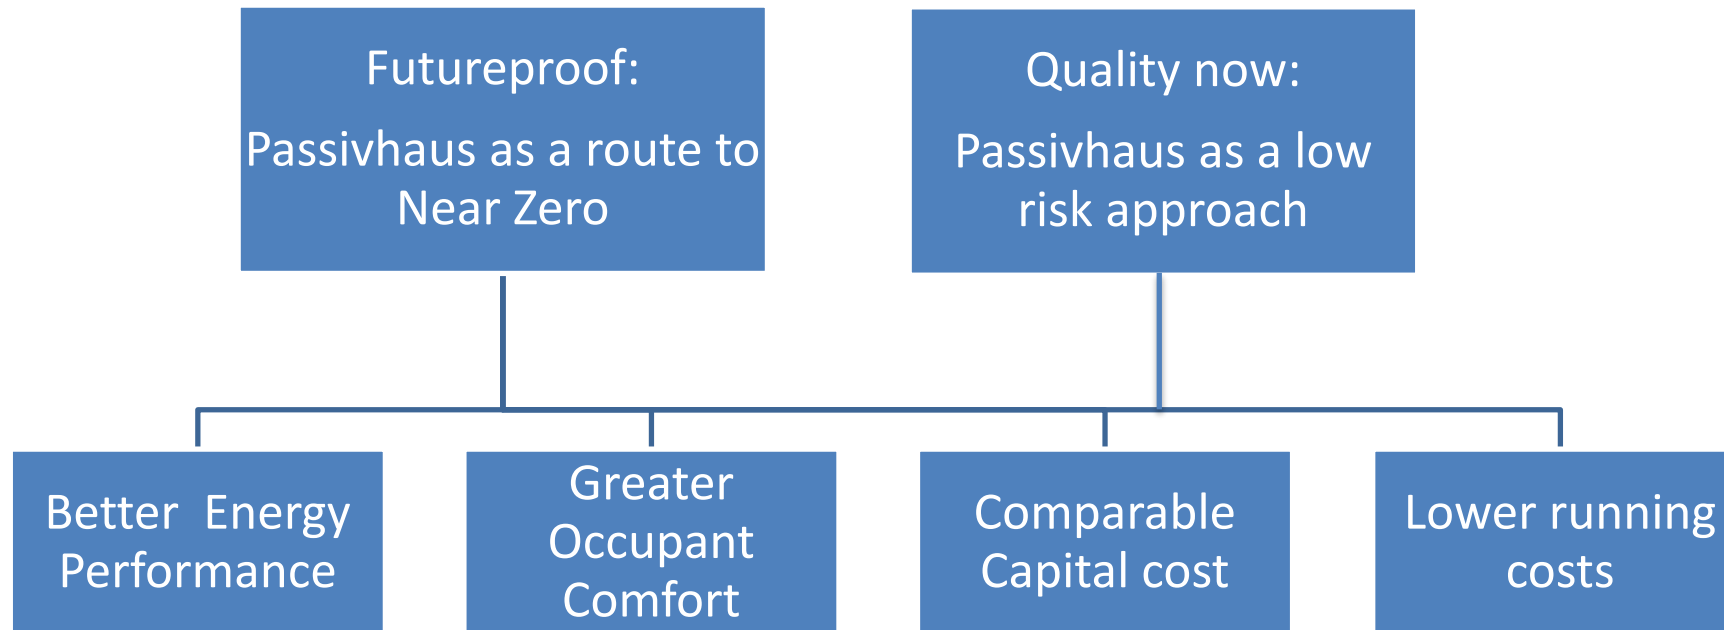 Futureproof:
Passivhaus as a route to
Near Zero
Quality now:
Passivhaus as a low
risk approach
Better  Energy
Performance
Greater
Occupant
Comfort
Comparable
Capital cost
Lower running
costs